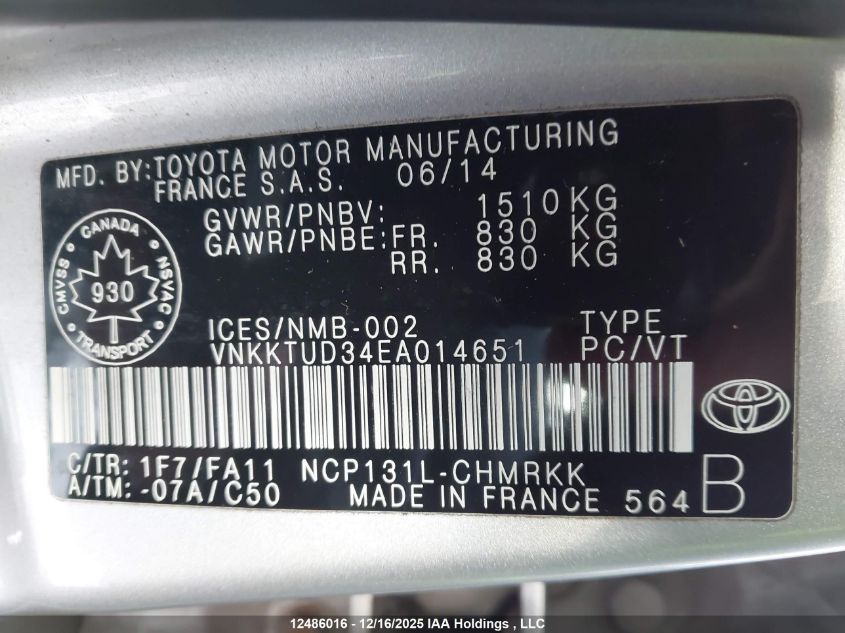 MFD. BY:TOYOTA MOTOR MANUFACTURING
FRANCE S.A.S. 06/14
GVWR/PNBV: 1510KG
GAWR/PNBE:FR. 830 KG
RR. 830 KG
CANADA
CMVSS
NSVAC
930
TRANSPORT
ICES/NMB-002 TYPE
VNKKTUD34EA014651 PC/VT
C/TR: 1F7/FA11 NCP131L-CHMRKK
A/TM: -07A/C50 MADE IN FRANCE 564 B
12486016 - 12/16/2025 IAA Holdings , LLC